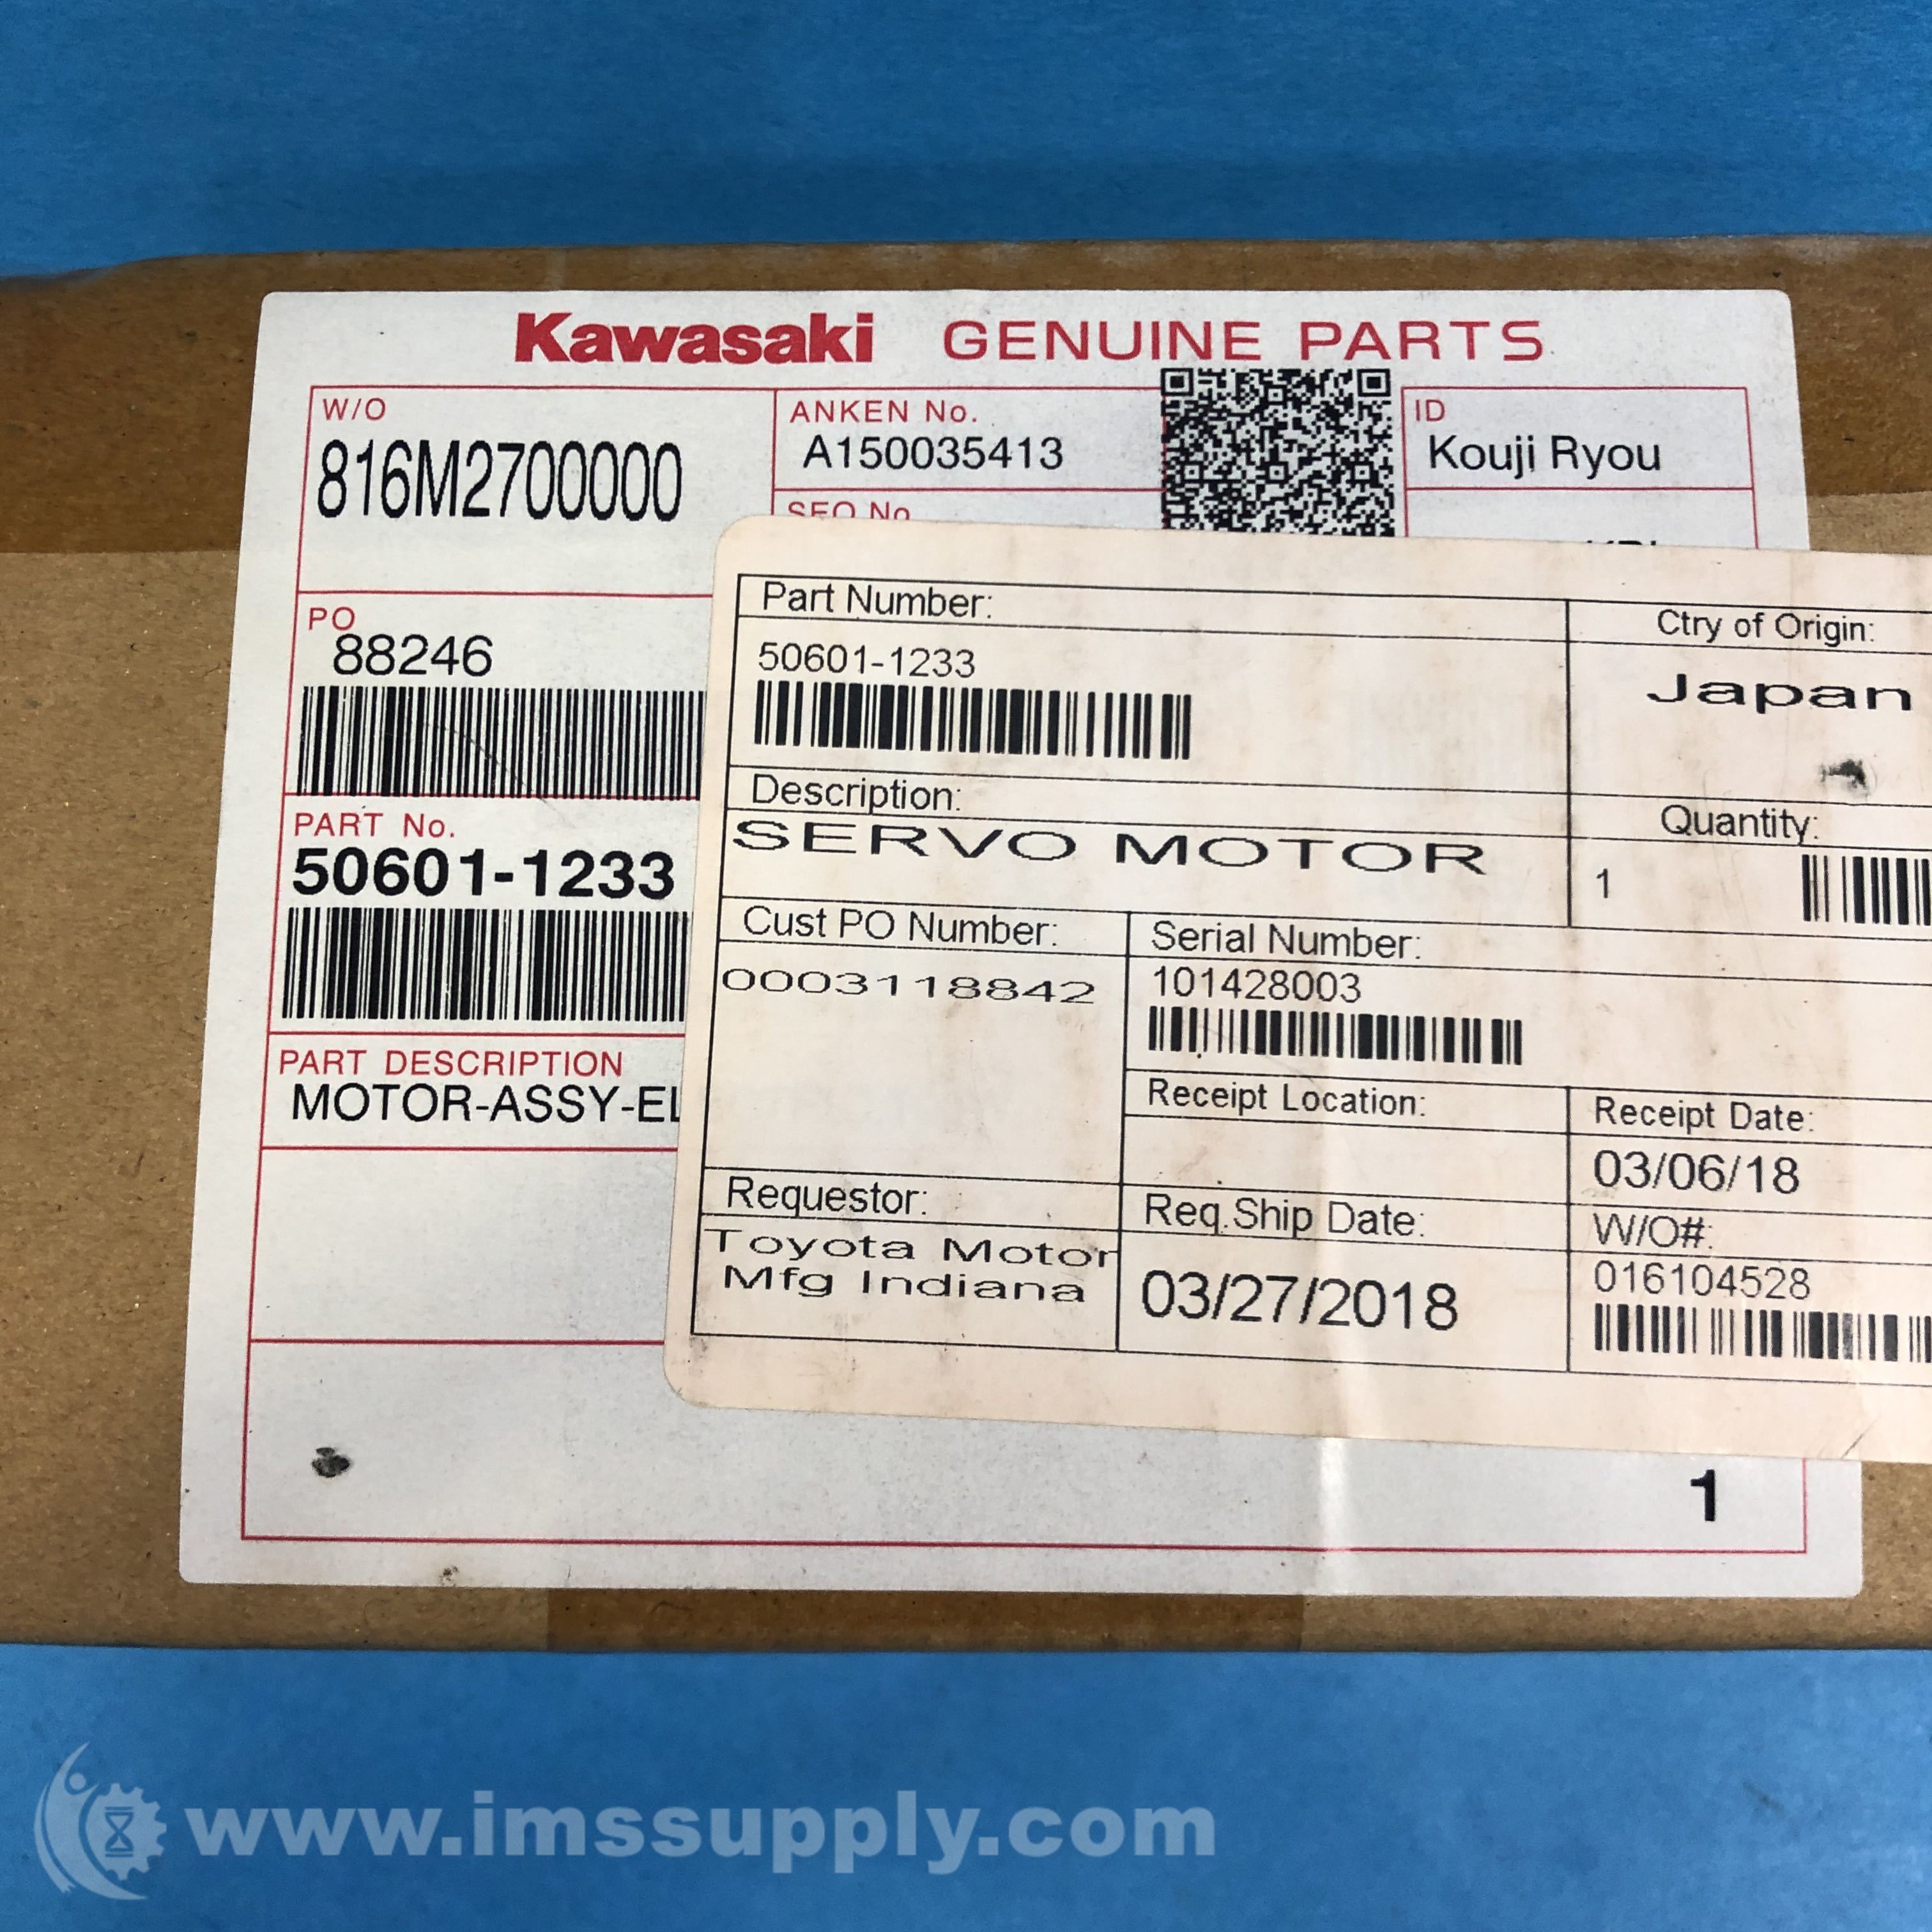 Kawasaki GENUINE PARTS
W/O
816M2700000
ANKEN No.
A150035413
ID
Kouji Ryou
SEQ No
PO
88246
PART No.
50601-1233
PART DESCRIPTION
MOTOR-ASSY-EL
Part Number:
50601-1233
Ctry of Origin:
Japan
Description:
SERVO MOTOR
Quantity:
1
Cust PO Number:
0003118842
Serial Number:
101428003
Receipt Location:
Receipt Date:
03/06/18
Requestor:
Toyota Motor
Mfg Indiana
Req.Ship Date:
03/27/2018
W/O#:
016104528
1
www.imssupply.com